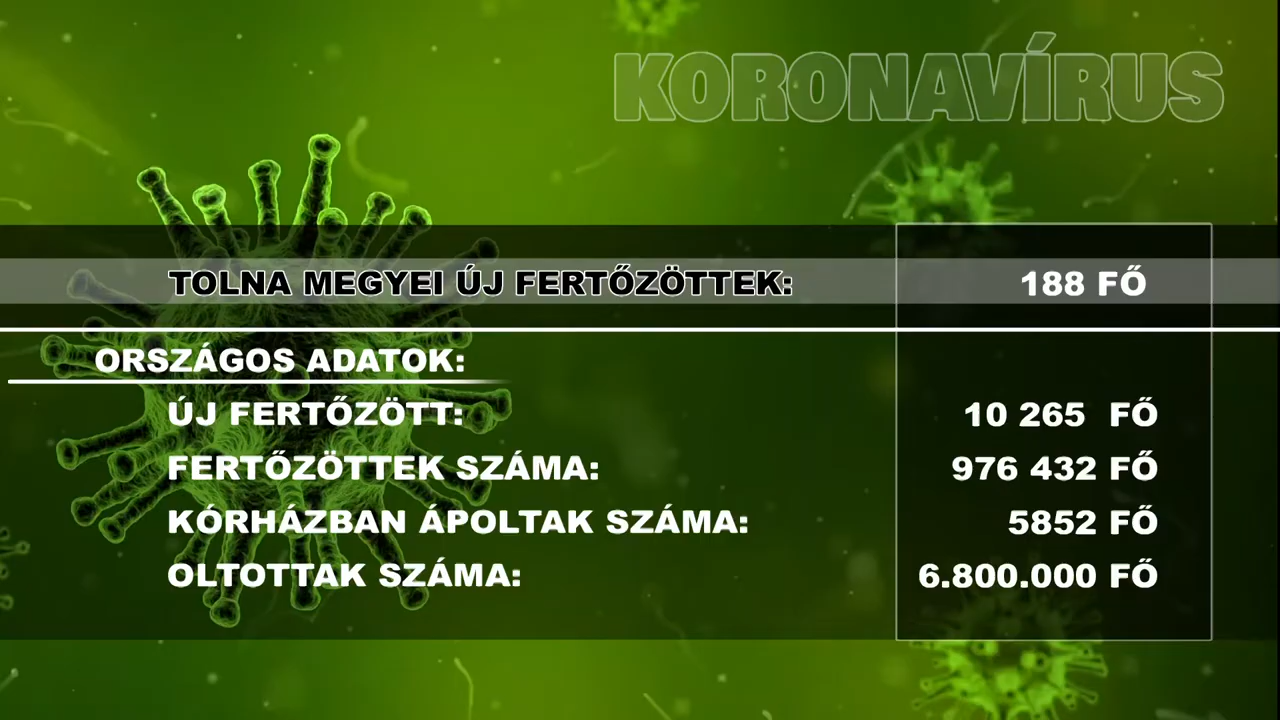 KORONAVÍRUS
TOLNA MEGYEI ÚJ FERTŐZÖTTEK: 188 FŐ
ORSZÁGOS ADATOK:
ÚJ FERTŐZÖTT: 10 265 FŐ
FERTŐZÖTTEK SZÁMA: 976 432 FŐ
KÓRHÁZBAN ÁPOLTAK SZÁMA: 5852 FŐ
OLTOTTAK SZÁMA: 6.800.000 FŐ